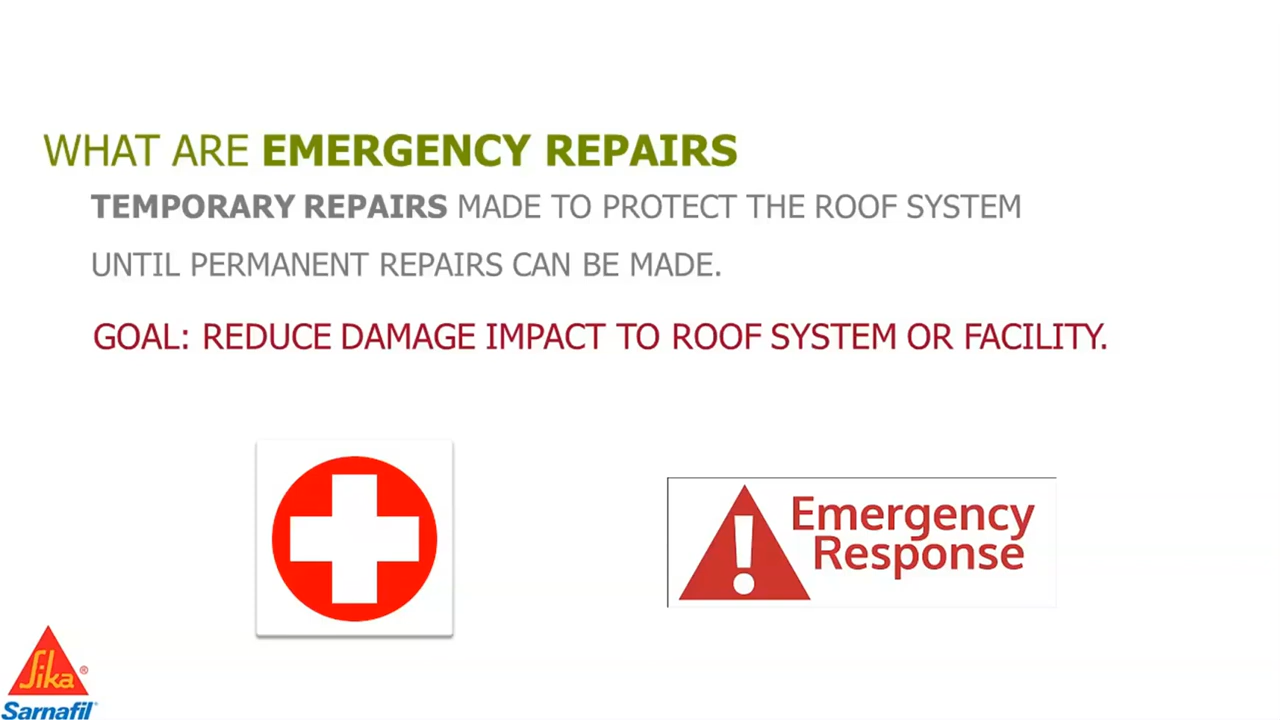 WHAT ARE EMERGENCY REPAIRS
TEMPORARY REPAIRS MADE TO PROTECT THE ROOF SYSTEM
UNTIL PERMANENT REPAIRS CAN BE MADE.
GOAL: REDUCE DAMAGE IMPACT TO ROOF SYSTEM OR FACILITY.
Emergency
Response
Sika®
Sarnafil®